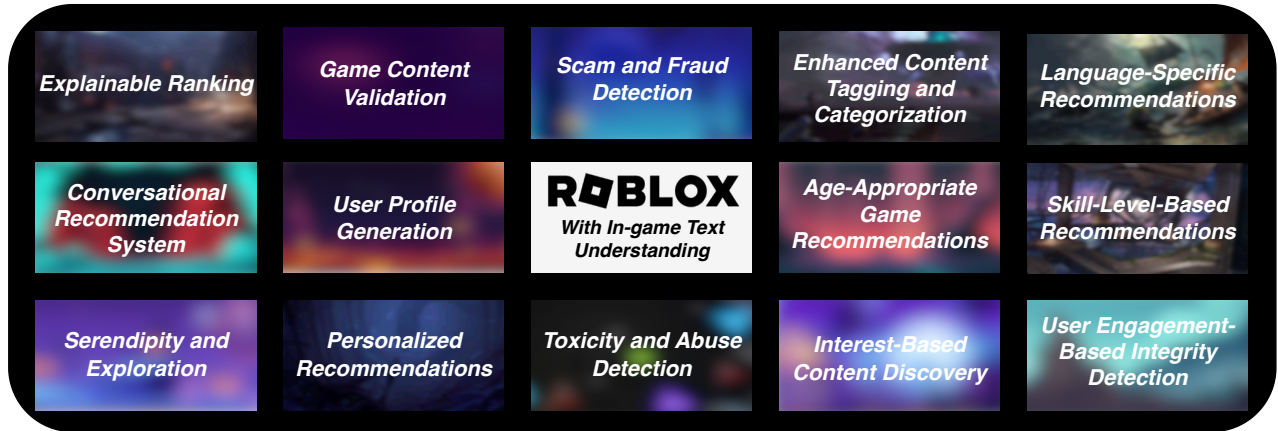 Explainable Ranking
Game Content
Validation
Scam and Fraud
Detection
Enhanced Content
Tagging and
Categorization
Language-Specific
Recommendations
Conversational
Recommendation
System
User Profile
Generation
ROBLOX
With In-game Text
Understanding
Age-Appropriate
Game
Recommendations
Skill-Level-Based
Recommendations
Serendipity and
Exploration
Personalized
Recommendations
Toxicity and Abuse
Detection
Interest-Based
Content Discovery
User Engagement-
Based Integrity
Detection